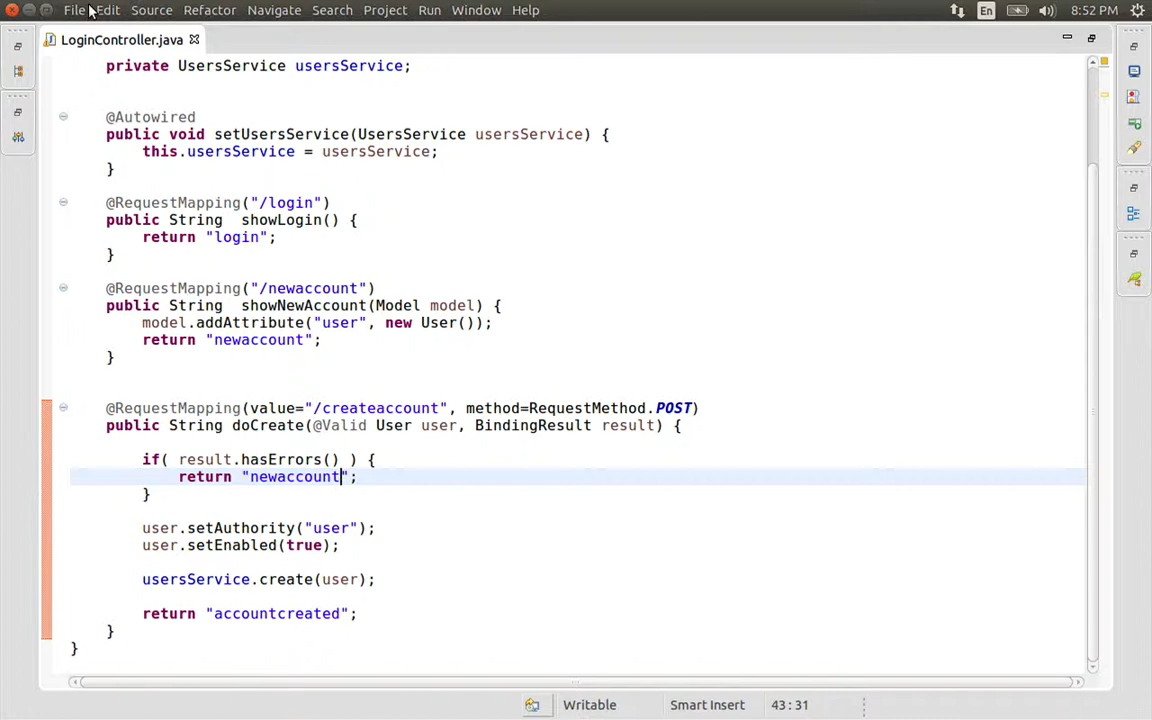 File Edit Source Refactor Navigate Search Project Run Window Help En 8:52 PM
LoginController.java
private UsersService usersService;
@Autowired
public void setUsersService(UsersService usersService) {
this.usersService = usersService;
}
@RequestMapping("/login")
public String showLogin() {
return "login";
}
@RequestMapping("/newaccount")
public String showNewAccount(Model model) {
model.addAttribute("user", new User());
return "newaccount";
}
@RequestMapping(value="/createaccount", method=RequestMethod.POST)
public String doCreate(@Valid User user, BindingResult result) {
if( result.hasErrors() ) {
return "newaccount";
}
user.setAuthority("user");
user.setEnabled(true);
usersService.create(user);
return "accountcreated";
}
}
Writable Smart Insert 43 : 31